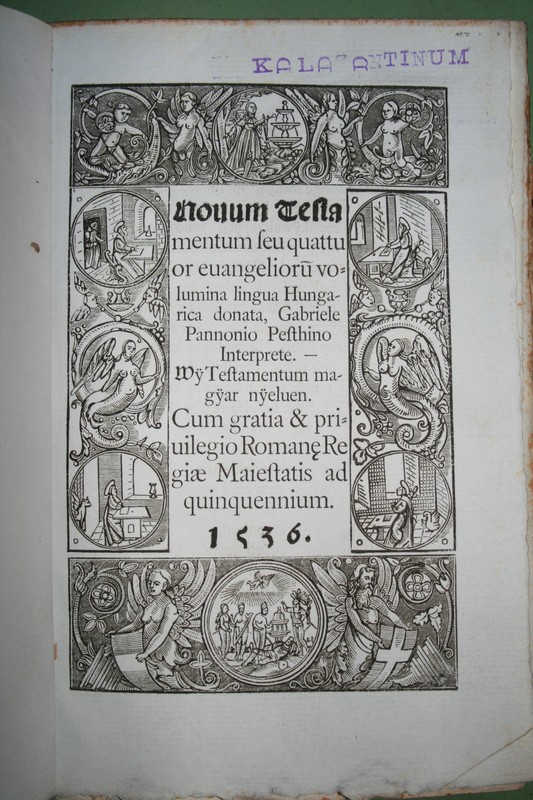 KALAZANTINUM
Nouum Teſta
mentum ſeu quattu
or euangeliorū vo=
lumina lingua Hunga-
rica donata, Gabriele
Pannonio Peſthino
Interprete. —
Wÿ Teſtamentum ma-
gÿar nÿeluen.
Cum gratia & pri=
uilegio Romanę Re
giæ Maieſtatis ad
quinquennium.
1536.